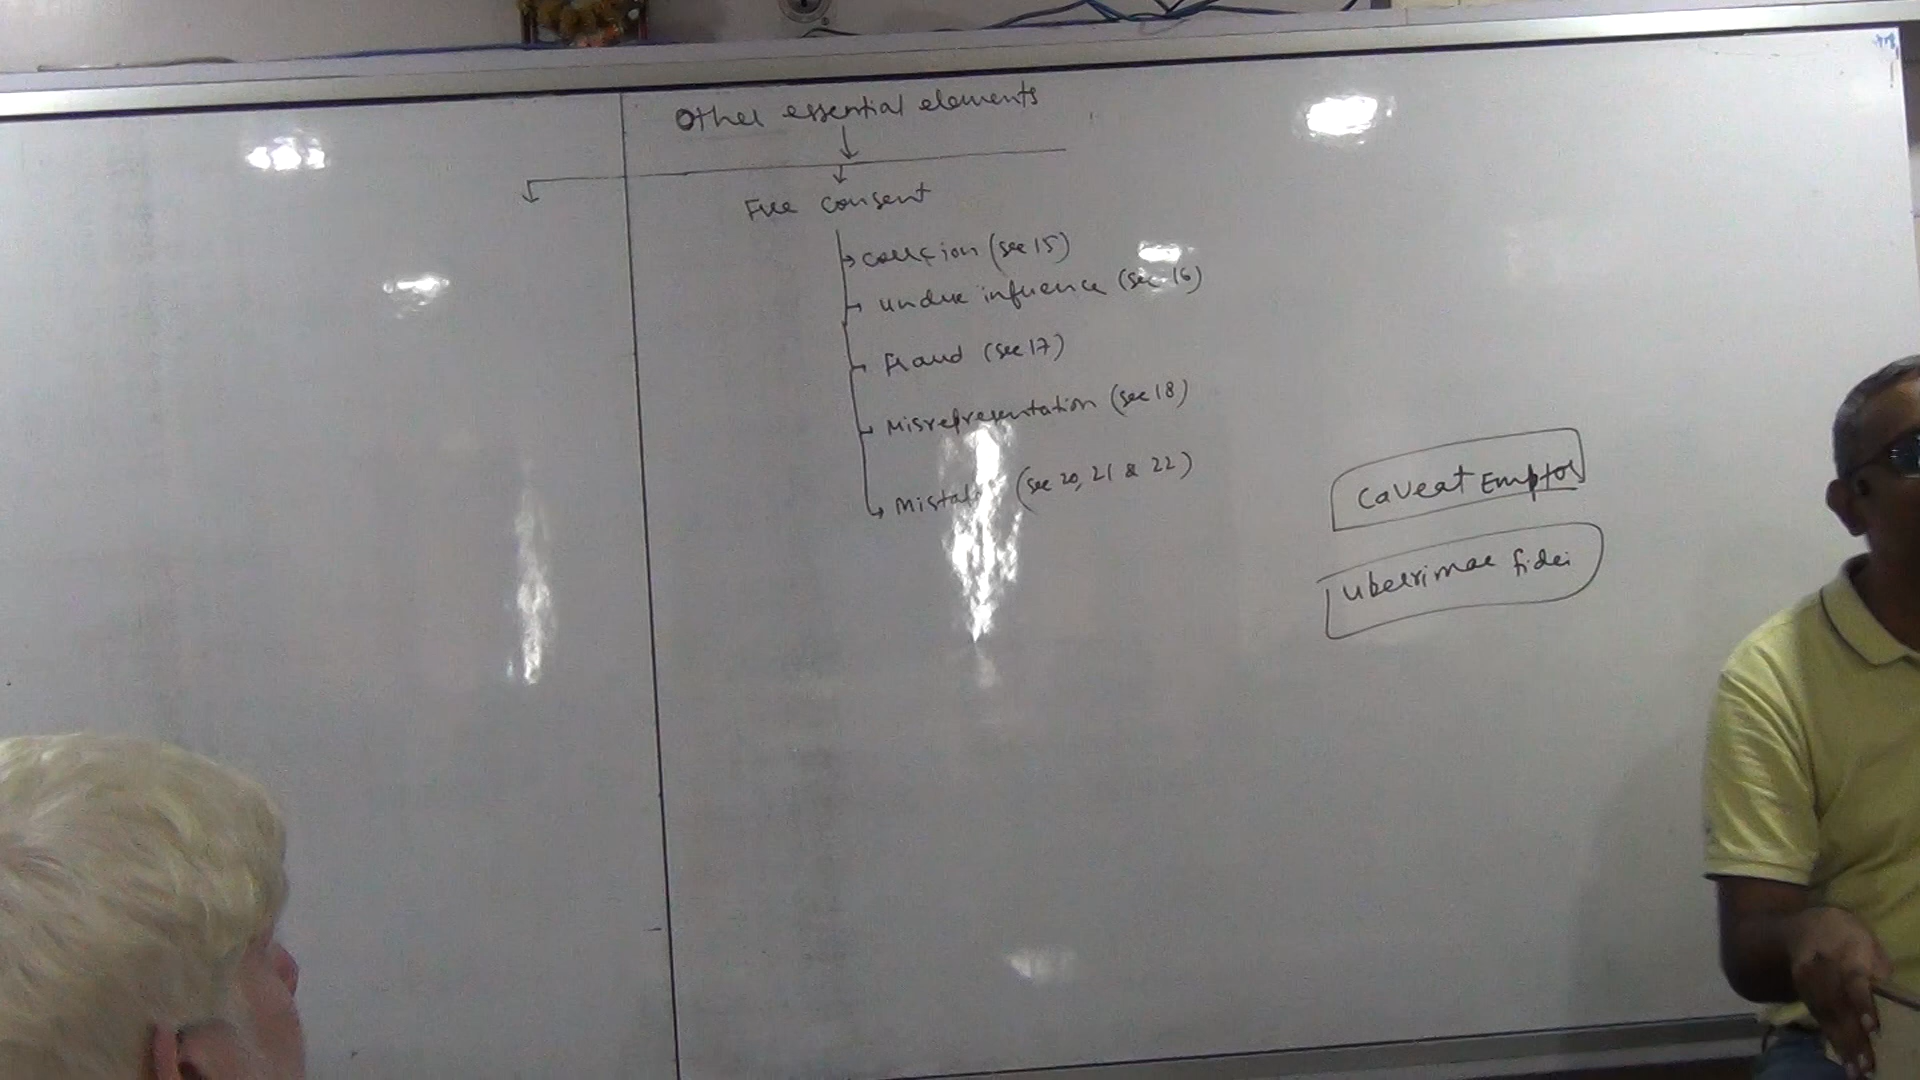 Other essential elements
Free consent
Coercion (sec 15)
undue influence (sec 16)
Fraud (sec 17)
Misrepresentation (sec 18)
Mistake (sec 20, 21 & 22)
Caveat Emptor
uberrimae fidei